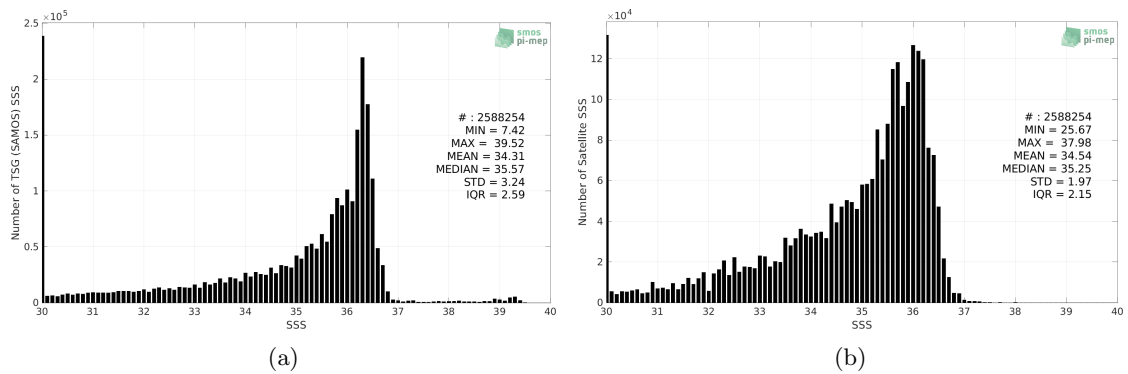 ×10^5
2.5
2
1.5
1
0.5
0
Number of TSG (SAMOS) SSS
smos
pi-mep
# : 2588254
MIN = 7.42
MAX = 39.52
MEAN = 34.31
MEDIAN = 35.57
STD = 3.24
IQR = 2.59
30 31 32 33 34 35 36 37 38 39 40
SSS
(a)
×10^4
12
10
8
6
4
2
0
Number of Satellite SSS
smos
pi-mep
# : 2588254
MIN = 25.67
MAX = 37.98
MEAN = 34.54
MEDIAN = 35.25
STD = 1.97
IQR = 2.15
30 31 32 33 34 35 36 37 38 39 40
SSS
(b)